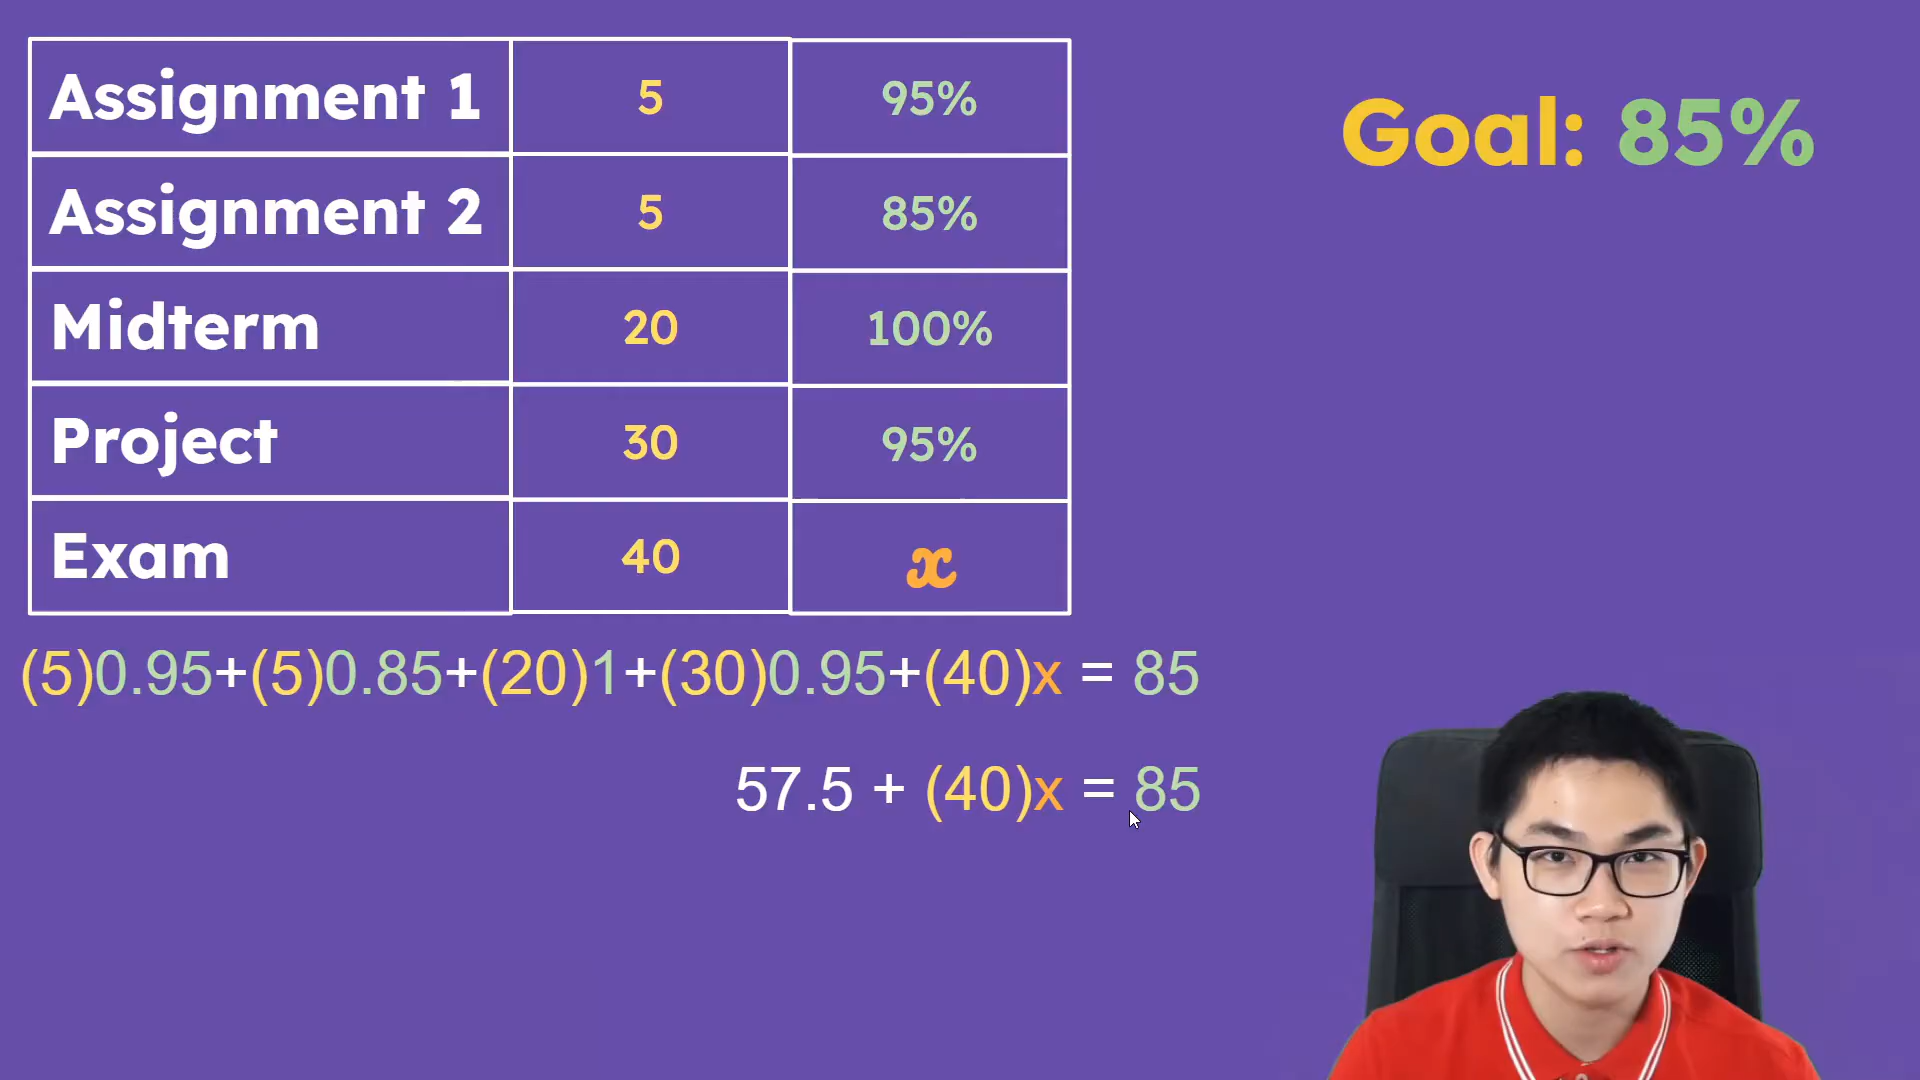 Assignment 1 5 95%
Goal: 85%
Assignment 2 5 85%
Midterm 20 100%
Project 30 95%
Exam 40 x
(5)0.95+(5)0.85+(20)1+(30)0.95+(40)x = 85
57.5 + (40)x = 85